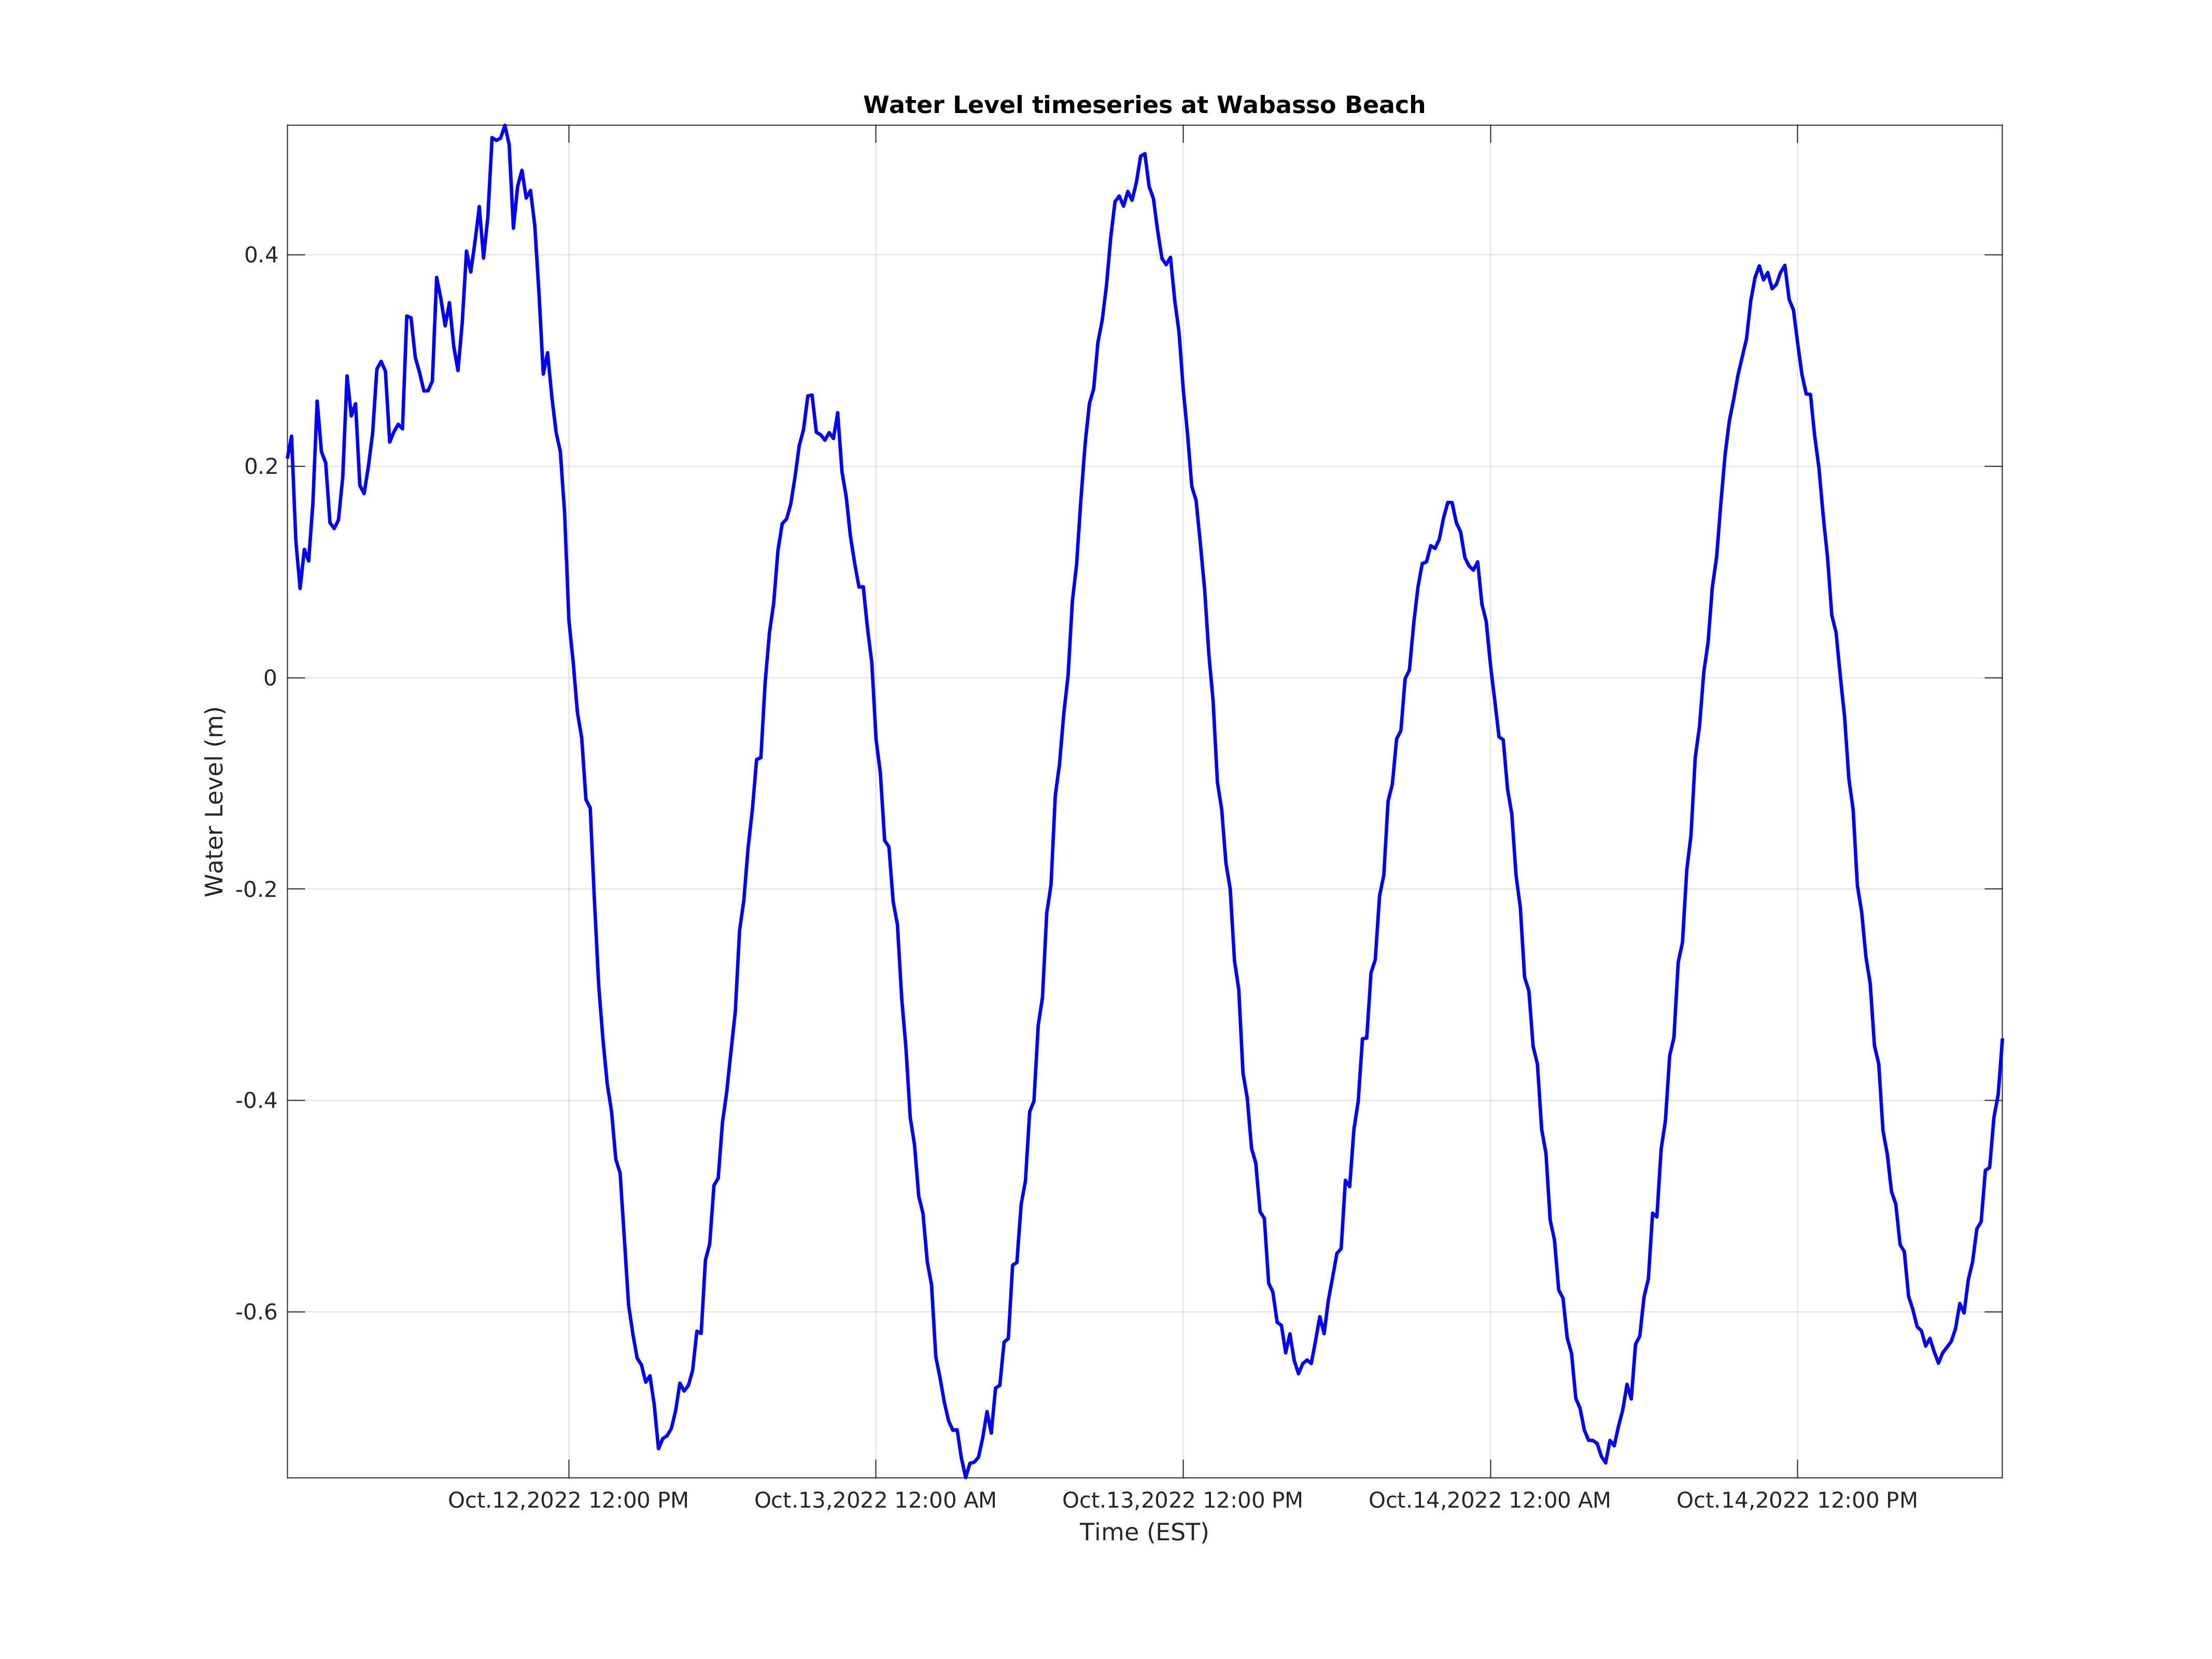 Water Level timeseries at Wabasso Beach
0.4
0.2
0
-0.2
-0.4
-0.6
Water Level (m)
Oct.12,2022 12:00 PM Oct.13,2022 12:00 AM Oct.13,2022 12:00 PM Oct.14,2022 12:00 AM Oct.14,2022 12:00 PM
Time (EST)